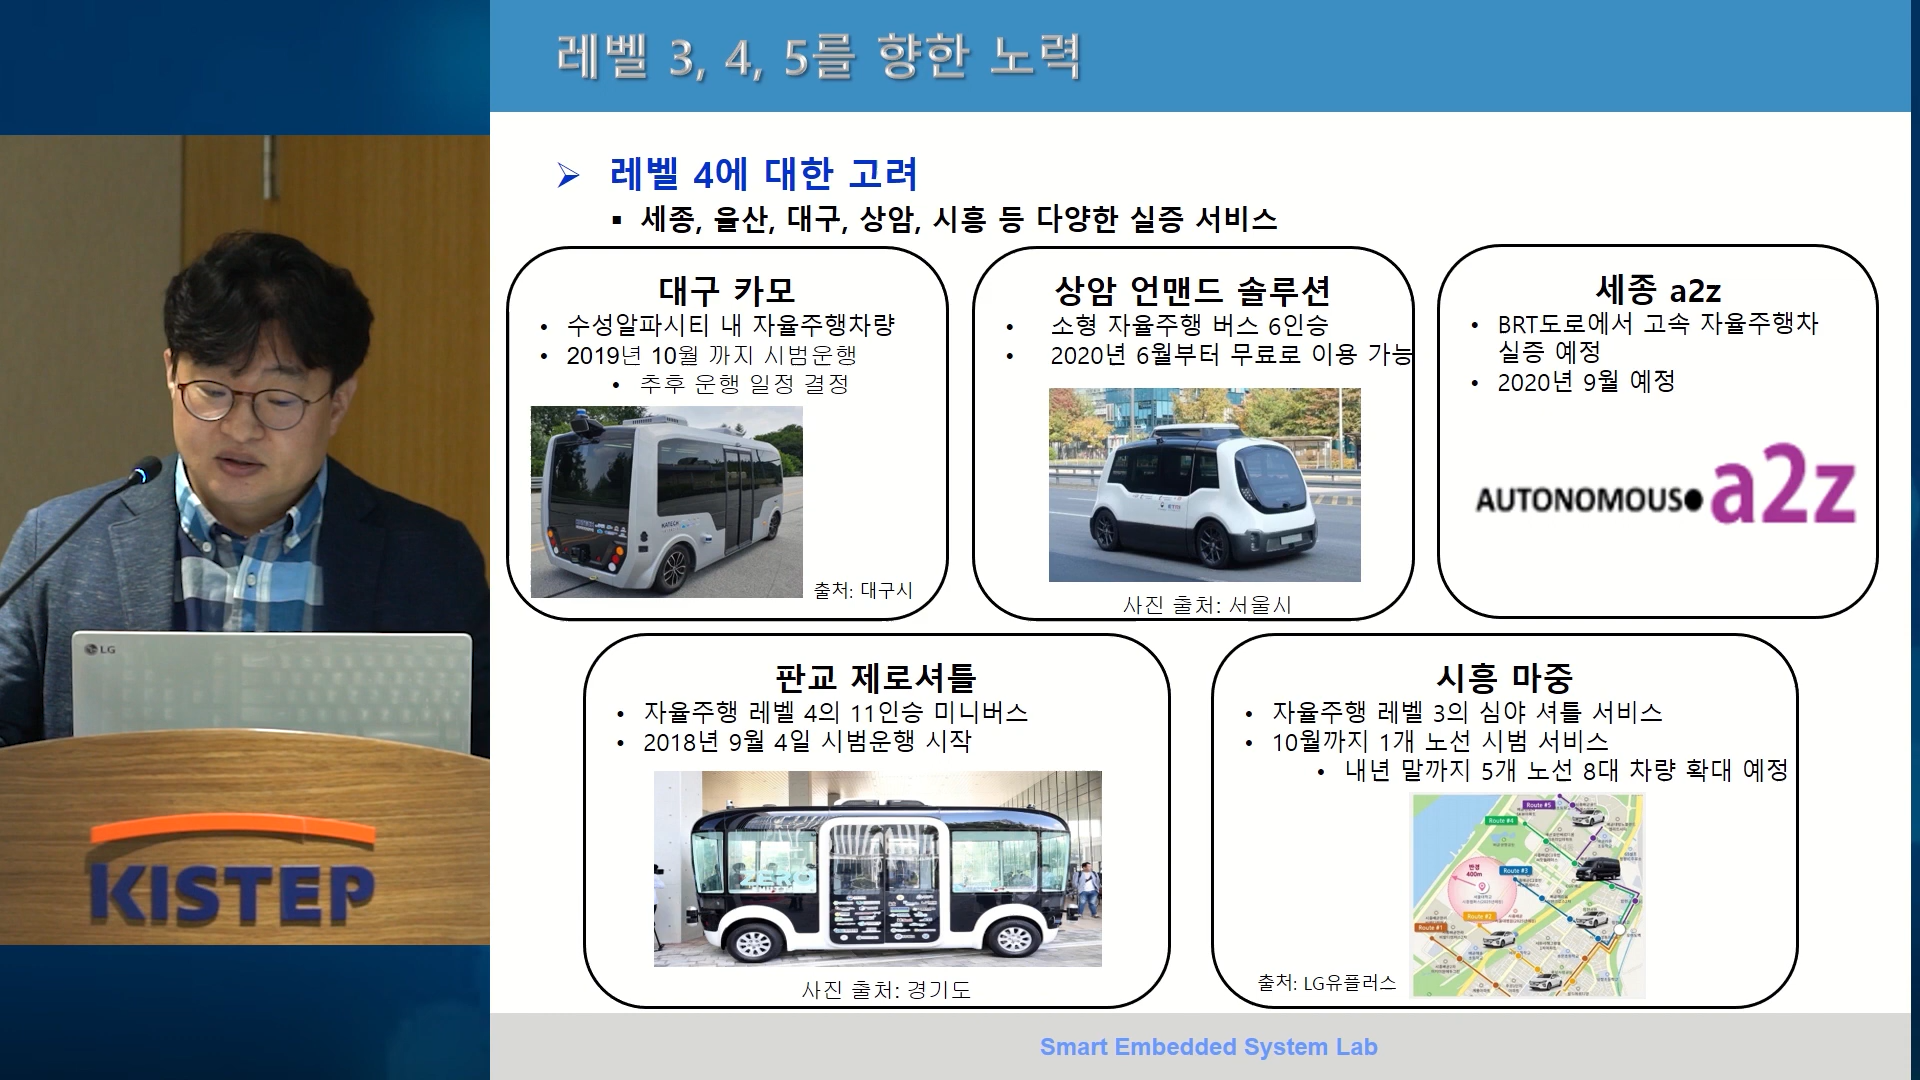 레벨 3, 4, 5를 향한 노력
레벨 4에 대한 고려
세종, 울산, 대구, 상암, 시흥 등 다양한 실증 서비스
대구 카모
수성알파시티 내 자율주행차량
2019년 10월 까지 시범운행
추후 운행 일정 결정
출처: 대구시
상암 언맨드 솔루션
소형 자율주행 버스 6인승
2020년 6월부터 무료로 이용 가능
사진 출처: 서울시
세종 a2z
BRT도로에서 고속 자율주행차
실증 예정
2020년 9월 예정
AUTONOMOUS a2z
판교 제로셔틀
자율주행 레벨 4의 11인승 미니버스
2018년 9월 4일 시범운행 시작
ZERO
사진 출처: 경기도
시흥 마중
자율주행 레벨 3의 심야 셔틀 서비스
10월까지 1개 노선 시범 서비스
내년 말까지 5개 노선 8대 차량 확대 예정
Route #5
Route #4
반경
400m
Route #3
Route #2
Route #1
출처: LG유플러스
Smart Embedded System Lab
LG
KISTEP